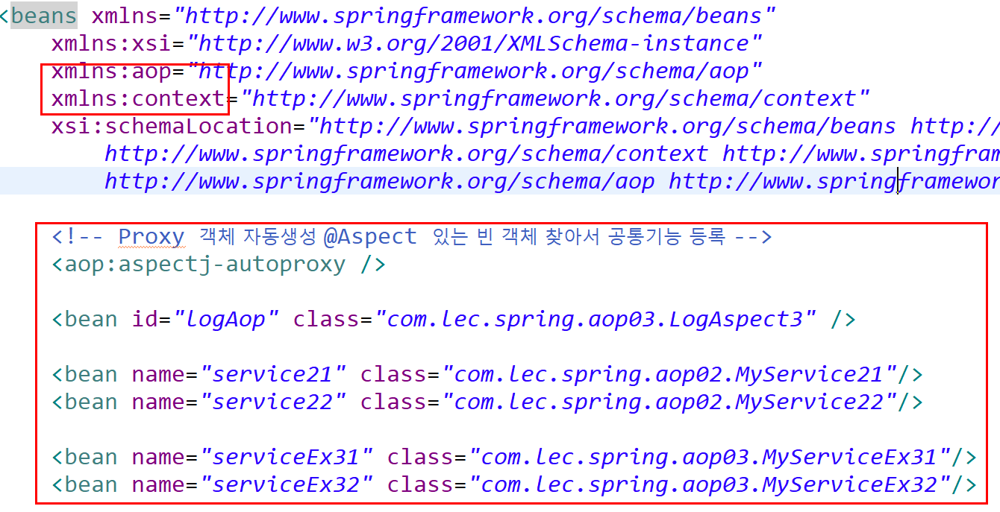 <beans xmlns="http://www.springframework.org/schema/beans"
xmlns:xsi="http://www.w3.org/2001/XMLSchema-instance"
xmlns:aop="http://www.springframework.org/schema/aop"
xmlns:context="http://www.springframework.org/schema/context"
xsi:schemaLocation="http://www.springframework.org/schema/beans http://
http://www.springframework.org/schema/context http://www.springfram
http://www.springframework.org/schema/aop http://www.springframewor
<!-- Proxy 객체 자동생성 @Aspect 있는 빈 객체 찾아서 공통기능 등록 -->
<aop:aspectj-autoproxy />
<bean id="logAop" class="com.lec.spring.aop03.LogAspect3" />
<bean name="service21" class="com.lec.spring.aop02.MyService21"/>
<bean name="service22" class="com.lec.spring.aop02.MyService22"/>
<bean name="serviceEx31" class="com.lec.spring.aop03.MyServiceEx31"/>
<bean name="serviceEx32" class="com.lec.spring.aop03.MyServiceEx32"/>